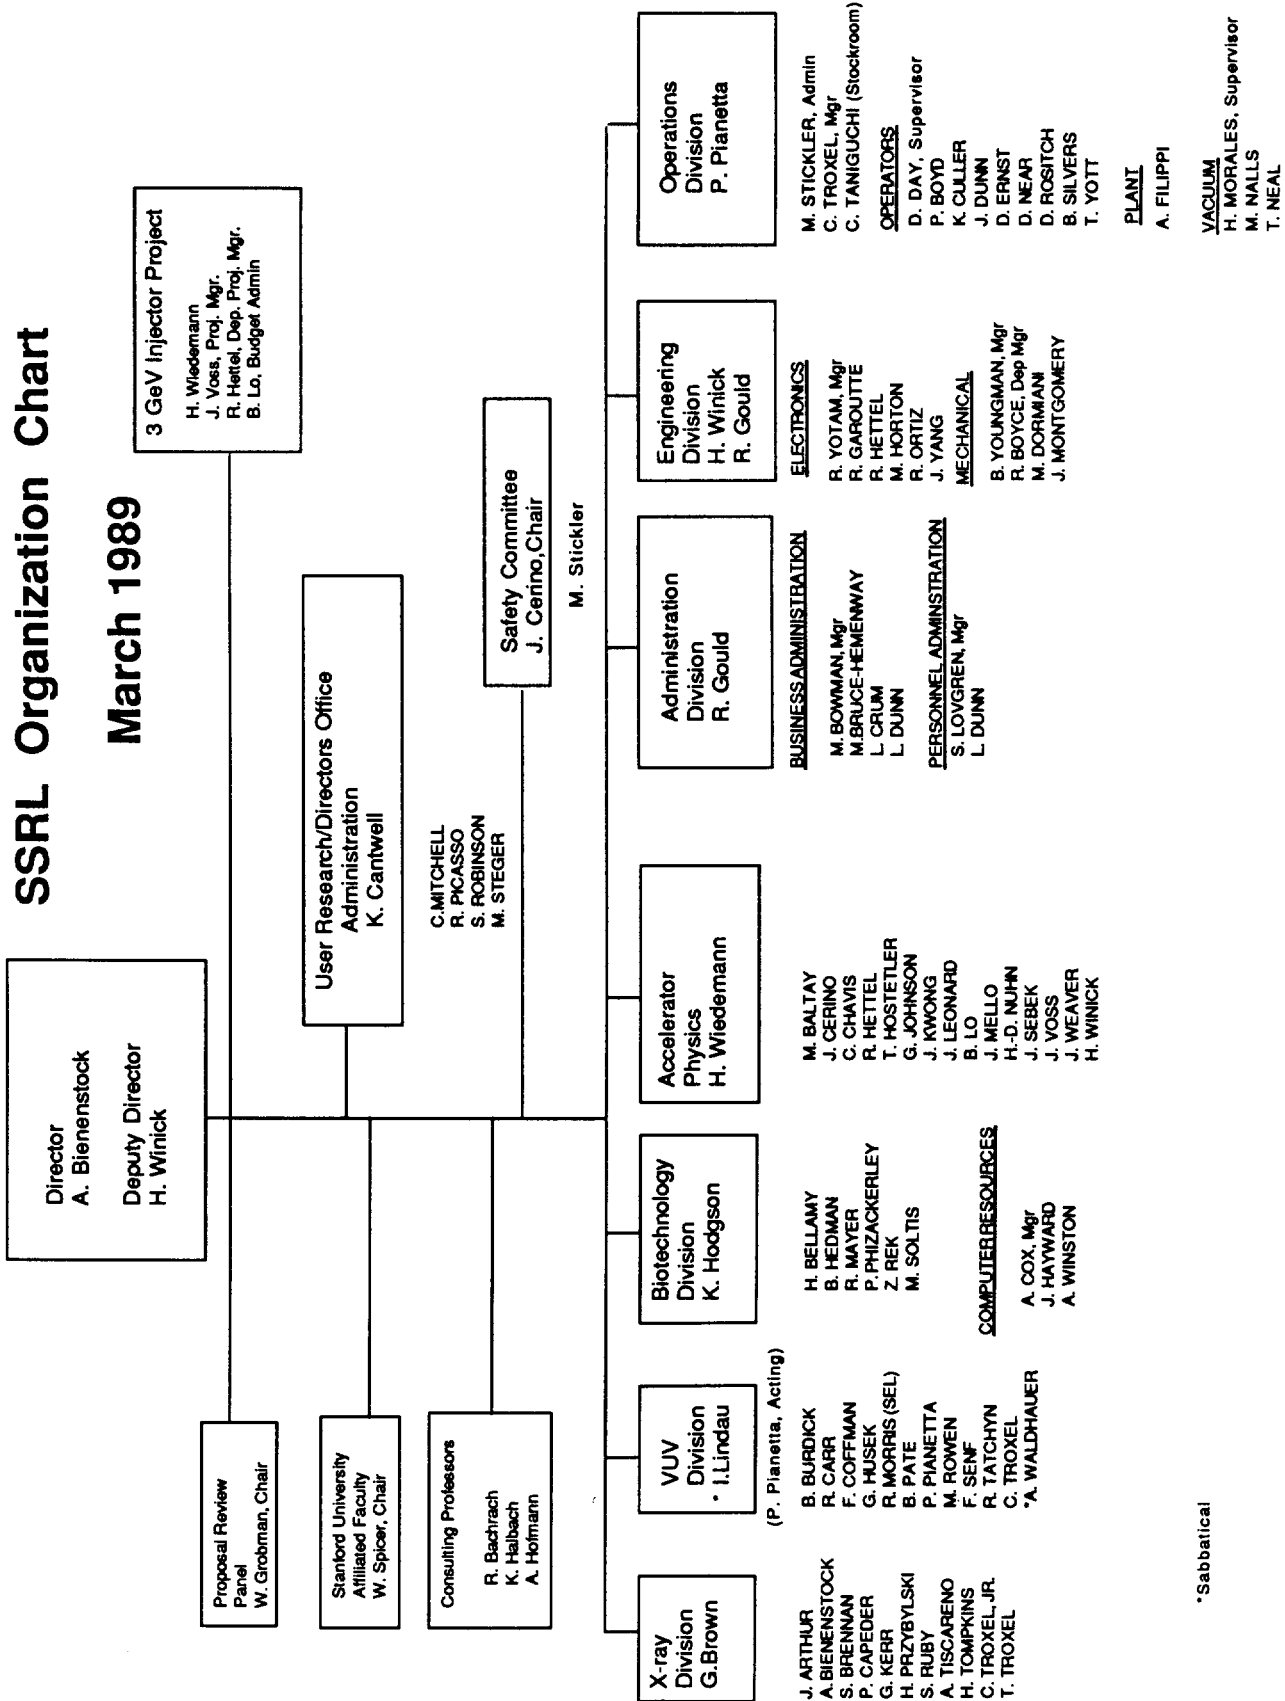 SSRL Organization Chart
March 1989
Director
A. Bienenstock
Deputy Director
H. Winick
3 GeV Injector Project
H. Wiedemann
J. Voss, Proj. Mgr.
R. Hettel, Dep. Proj. Mgr.
B. Lo, Budget Admin
Proposal Review
Panel
W. Grobman, Chair
User Research/Directors Office
Administration
K. Cantwell
C.MITCHELL
R. PICASSO
S. ROBINSON
M. STEGER
Stanford University
Affiliated Faculty
W. Spicer, Chair
Consulting Professors
R. Bachrach
K. Halbach
A. Hofmann
Safety Committee
J. Cerino,Chair
M. Stickler
X-ray
Division
G.Brown
J. ARTHUR
A.BIENENSTOCK
S. BRENNAN
P. CAPEDER
G. KERR
H. PRZYBYLSKI
S. RUBY
A. TISCARENO
H. TOMPKINS
C. TROXEL,JR.
T. TROXEL
VUV
Division
* I.Lindau
(P. Pianetta, Acting)
B. BURDICK
R. CARR
F. COFFMAN
G. HUSEK
R. MORRIS (SEL)
B. PATE
P. PIANETTA
M. ROWEN
F. SENF
R. TATCHYN
C. TROXEL
*A. WALDHAUER
Biotechnology
Division
K. Hodgson
H. BELLAMY
B. HEDMAN
R. MAYER
P. PHIZACKERLEY
Z. REK
M. SOLTIS
COMPUTER RESOURCES
A. COX, Mgr
J. HAYWARD
A. WINSTON
Accelerator
Physics
H. Wiedemann
M. BALTAY
J. CERINO
C. CHAVIS
R. HETTEL
T. HOSTETLER
G. JOHNSON
J. KWONG
J. LEONARD
B. LO
J. MELLO
H.-D. NUHN
J. SEBEK
J. VOSS
J. WEAVER
H. WINICK
Administration
Division
R. Gould
BUSINESS ADMINISTRATION
M. BOWMAN, Mgr
M.BRUCE-HEMENWAY
L. CRUM
L. DUNN
PERSONNEL ADMINSTRATION
S. LOVGREN, Mgr
L. DUNN
Engineering
Division
H. Winick
R. Gould
ELECTRONICS
R. YOTAM, Mgr
R. GAROUTTE
R. HETTEL
M. HORTON
R. ORTIZ
J. YANG
MECHANICAL
B. YOUNGMAN, Mgr
R. BOYCE, Dep Mgr
M. DORMIANI
J. MONTGOMERY
Operations
Division
P. Pianetta
M. STICKLER, Admin
C. TROXEL, Mgr
C. TANIGUCHI (Stockroom)
OPERATORS
D. DAY, Supervisor
P. BOYD
K. CULLER
J. DUNN
D. ERNST
D. NEAR
D. ROSITCH
B. SILVERS
T. YOTT
PLANT
A. FILIPPI
VACUUM
H. MORALES, Supervisor
M. NALLS
T. NEAL
*Sabbatical